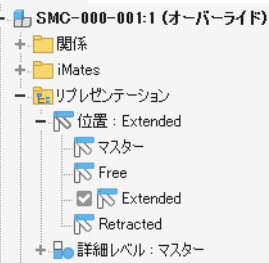 SMC-000-001:1 (オーバーライド)
関係
iMates
リプレゼンテーション
位置 : Extended
マスター
Free
Extended
Retracted
詳細レベル : マスター